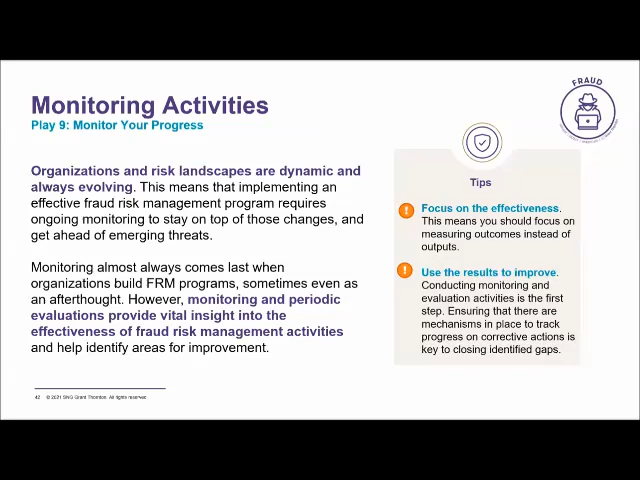 FRAUD
Monitoring Activities
Play 9: Monitor Your Progress
Organizations and risk landscapes are dynamic and
always evolving. This means that implementing an
effective fraud risk management program requires
ongoing monitoring to stay on top of those changes, and
get ahead of emerging threats.
Monitoring almost always comes last when
organizations build FRM programs, sometimes even as
an afterthought. However, monitoring and periodic
evaluations provide vital insight into the
effectiveness of fraud risk management activities
and help identify areas for improvement.
Tips
Focus on the effectiveness.
This means you should focus on
measuring outcomes instead of
outputs.
Use the results to improve.
Conducting monitoring and
evaluation activities is the first
step. Ensuring that there are
mechanisms in place to track
progress on corrective actions is
key to closing identified gaps.
42 © 2021 SNG Grant Thornton. All rights reserved